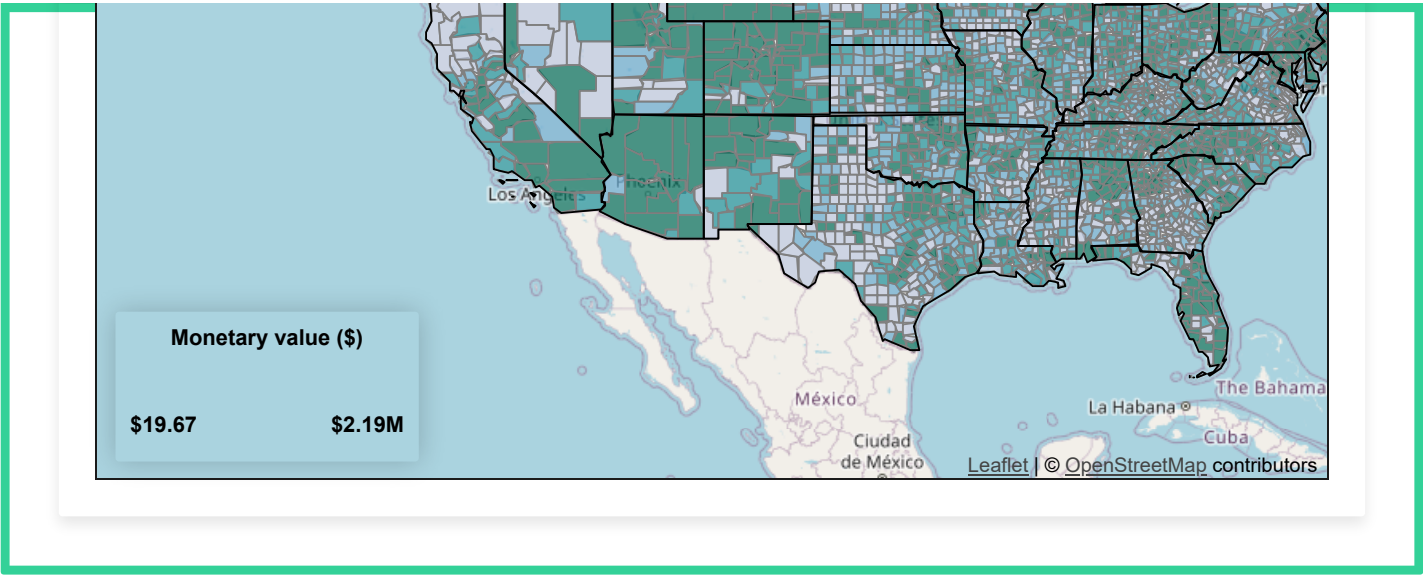 Phoenix
Los Angeles
Monetary value ($)
$19.67
$2.19M
México
Ciudad
de México
La Habana
The Bahama
Cuba
Leaflet | © OpenStreetMap contributors